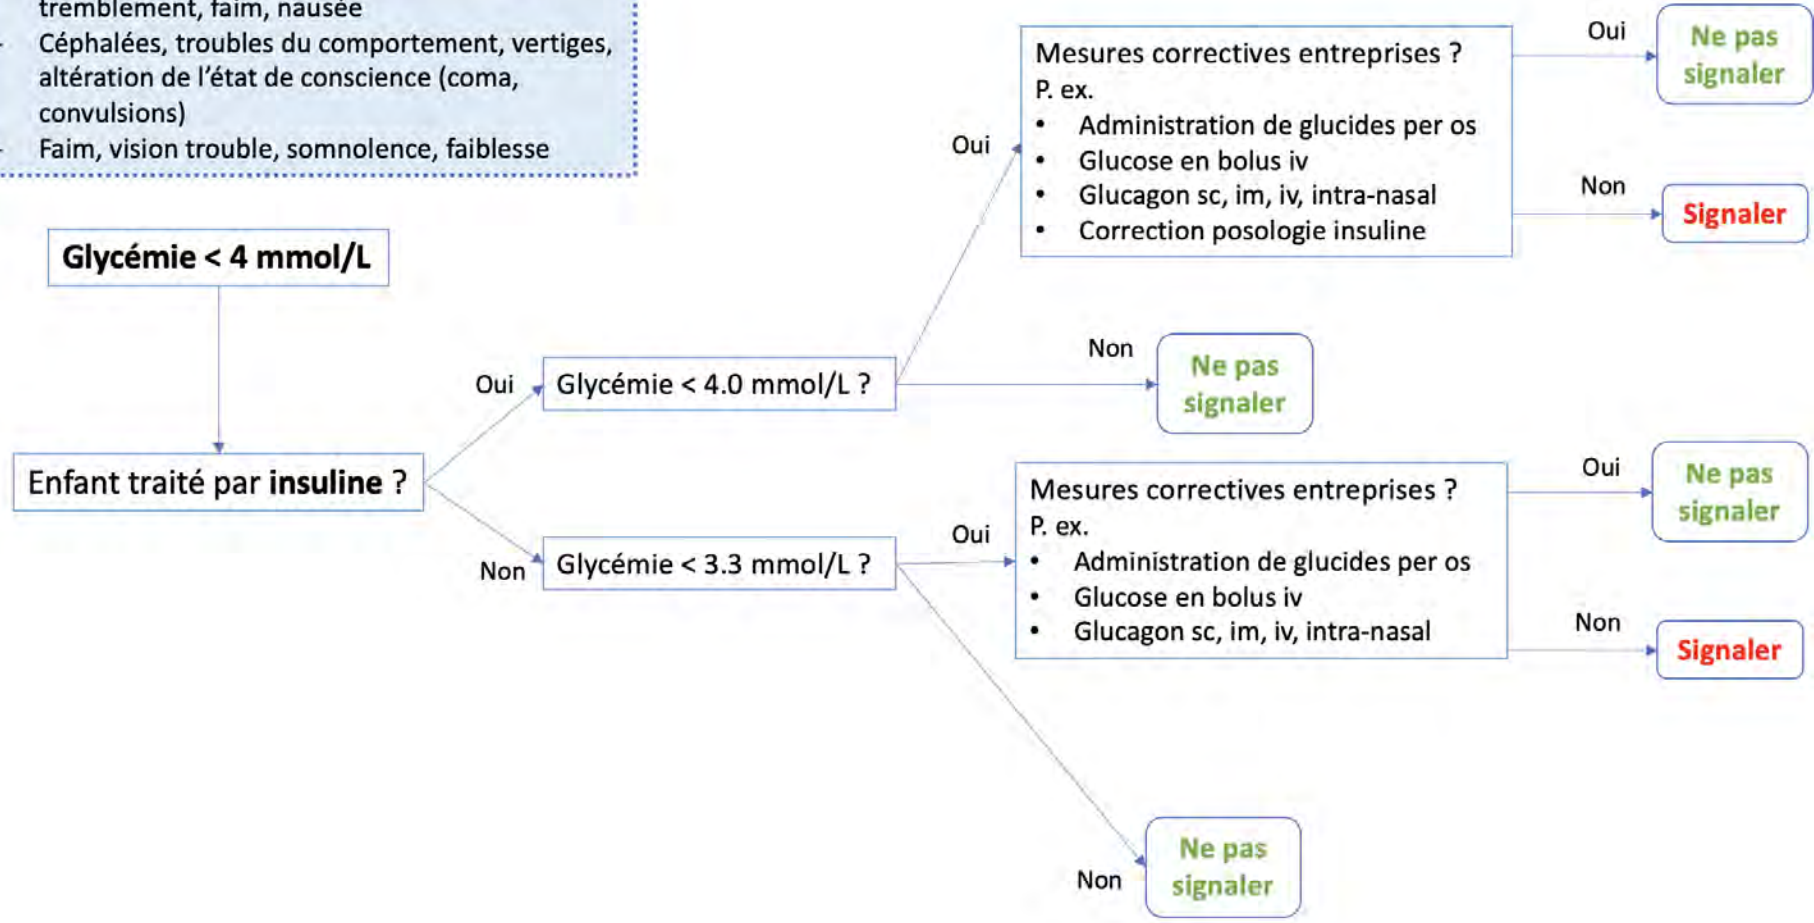 tremblement, faim, nausée
- Céphalées, troubles du comportement, vertiges,
altération de l'état de conscience (coma,
convulsions)
- Faim, vision trouble, somnolence, faiblesse
Glycémie < 4 mmol/L
Enfant traité par insuline ?
Oui
Glycémie < 4.0 mmol/L ?
Oui
Mesures correctives entreprises ?
P. ex.
• Administration de glucides per os
• Glucose en bolus iv
• Glucagon sc, im, iv, intra-nasal
• Correction posologie insuline
Oui
Ne pas
signaler
Non
Signaler
Non
Ne pas
signaler
Non
Glycémie < 3.3 mmol/L ?
Oui
Mesures correctives entreprises ?
P. ex.
• Administration de glucides per os
• Glucose en bolus iv
• Glucagon sc, im, iv, intra-nasal
Oui
Ne pas
signaler
Non
Signaler
Non
Ne pas
signaler